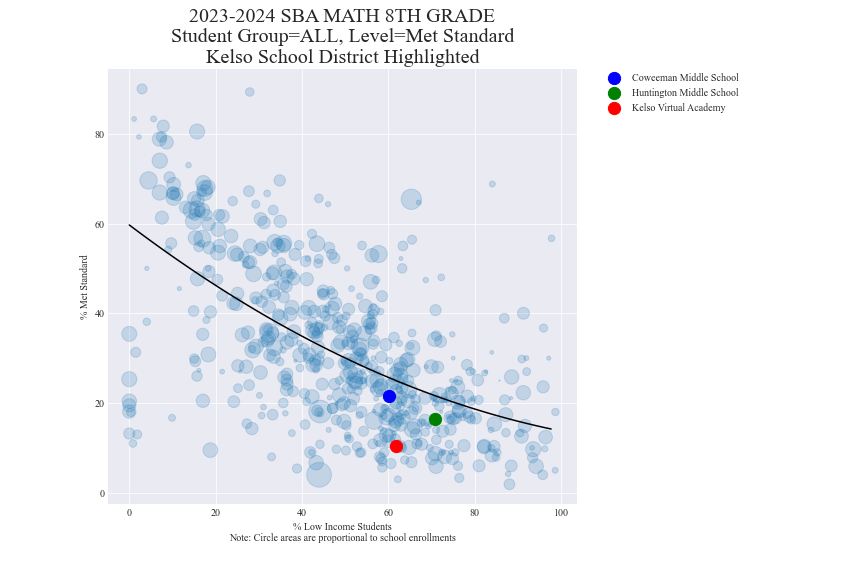 2023-2024 SBA MATH 8TH GRADE
Student Group=ALL, Level=Met Standard
Kelso School District Highlighted
Coweeman Middle School
Huntington Middle School
Kelso Virtual Academy
% Met Standard
80
60
40
20
0
0 20 40 60 80 100
% Low Income Students
Note: Circle areas are proportional to school enrollments